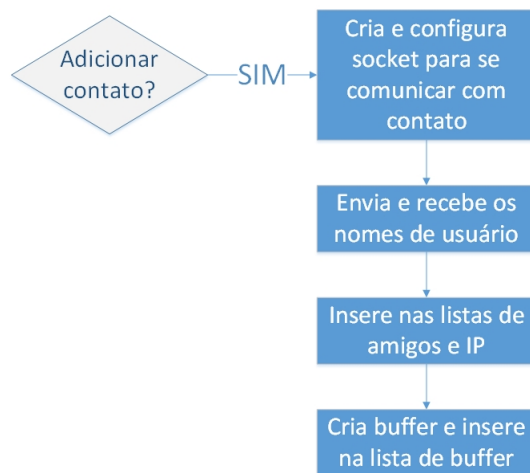 Adicionar
contato?
SIM
Cria e configura
socket para se
comunicar com
contato
Envia e recebe os
nomes de usuário
Insere nas listas de
amigos e IP
Cria buffer e insere
na lista de buffer